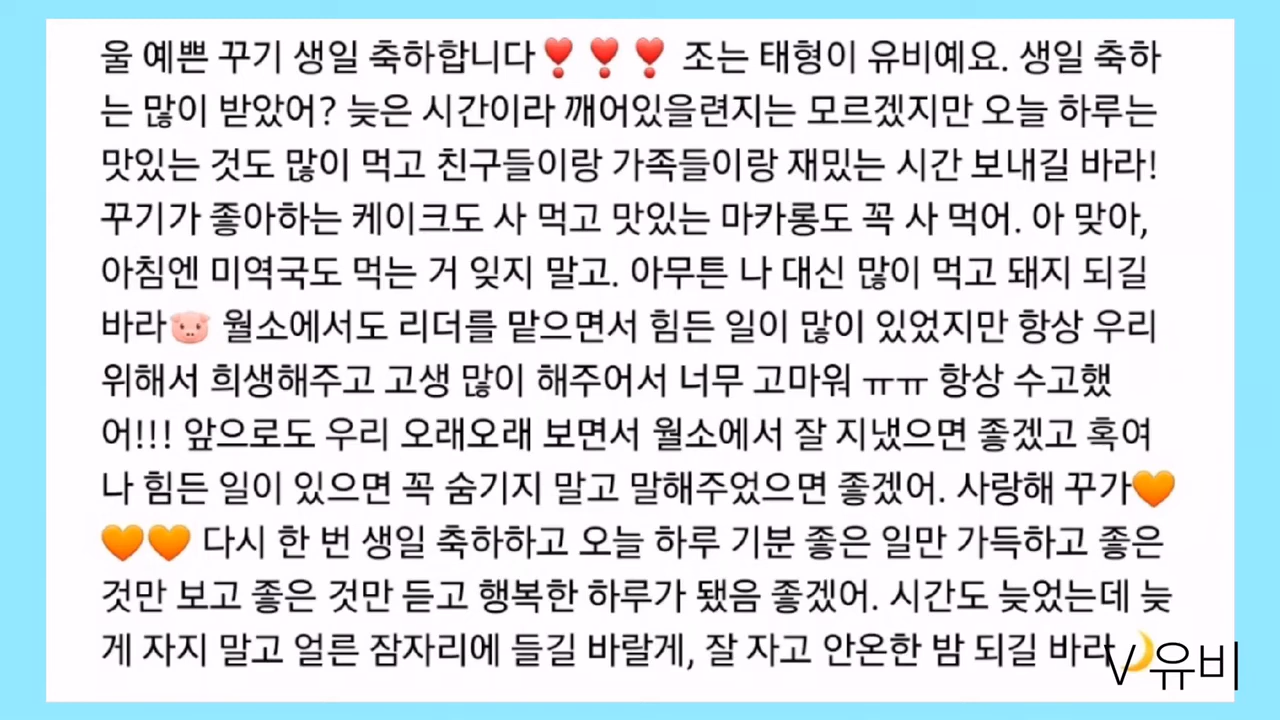 울 예쁜 꾸기 생일 축하합니다❣️❣️❣️ 조는 태형이 유비예요. 생일 축하
는 많이 받았어? 늦은 시간이라 깨어있을련지는 모르겠지만 오늘 하루는
맛있는 것도 많이 먹고 친구들이랑 가족들이랑 재밌는 시간 보내길 바라!
꾸기가 좋아하는 케이크도 사 먹고 맛있는 마카롱도 꼭 사 먹어. 아 맞아,
아침엔 미역국도 먹는 거 잊지 말고. 아무튼 나 대신 많이 먹고 돼지 되길
바라🐷 월소에서도 리더를 맡으면서 힘든 일이 많이 있었지만 항상 우리
위해서 희생해주고 고생 많이 해주어서 너무 고마워 ㅠㅠ 항상 수고했
어!!! 앞으로도 우리 오래오래 보면서 월소에서 잘 지냈으면 좋겠고 혹여
나 힘든 일이 있으면 꼭 숨기지 말고 말해주었으면 좋겠어. 사랑해 꾸가🧡
🧡🧡 다시 한 번 생일 축하하고 오늘 하루 기분 좋은 일만 가득하고 좋은
것만 보고 좋은 것만 듣고 행복한 하루가 됐음 좋겠어. 시간도 늦었는데 늦
게 자지 말고 얼른 잠자리에 들길 바랄게, 잘 자고 안온한 밤 되길 바라🌙
V 유비